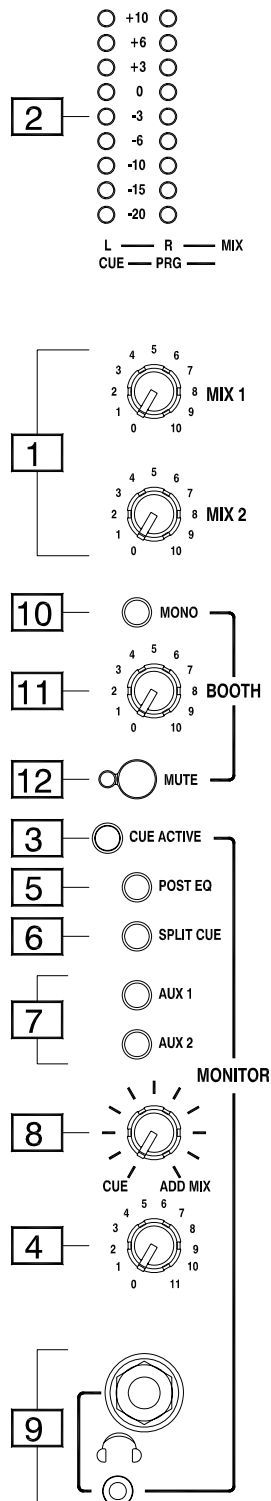 +10
+6
+3
0
2 -3
-6
-10
-15
-20
L R MIX
CUE PRG
1
0 1 2 3 4 5 6 7 8 9 10 MIX 1
0 1 2 3 4 5 6 7 8 9 10 MIX 2
10 MONO
11 0 1 2 3 4 5 6 7 8 9 10 BOOTH
12 MUTE
3 CUE ACTIVE
5 POST EQ
6 SPLIT CUE
7 AUX 1
AUX 2
MONITOR
8
CUE ADD MIX
4 0 1 2 3 4 5 6 7 8 9 10 11
9